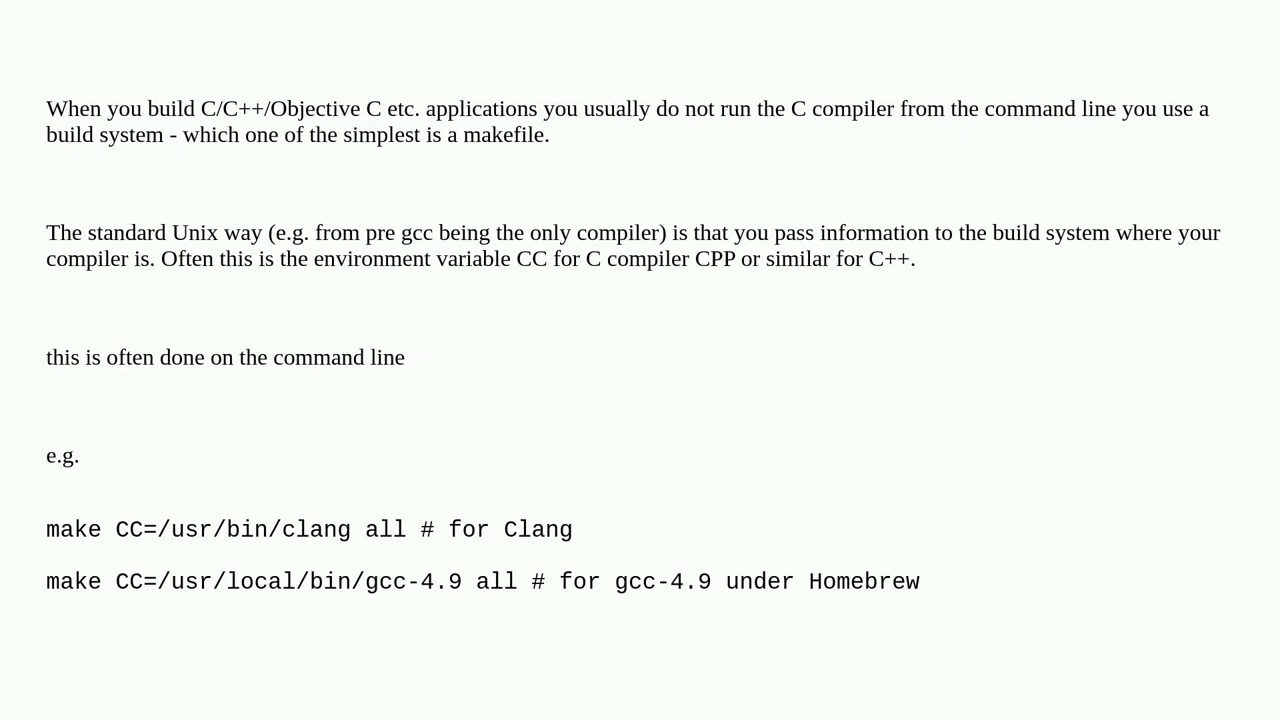 When you build C/C++/Objective C etc. applications you usually do not run the C compiler from the command line you use a
build system - which one of the simplest is a makefile.
The standard Unix way (e.g. from pre gcc being the only compiler) is that you pass information to the build system where your
compiler is. Often this is the environment variable CC for C compiler CPP or similar for C++.
this is often done on the command line
e.g.
make CC=/usr/bin/clang all # for Clang
make CC=/usr/local/bin/gcc-4.9 all # for gcc-4.9 under Homebrew